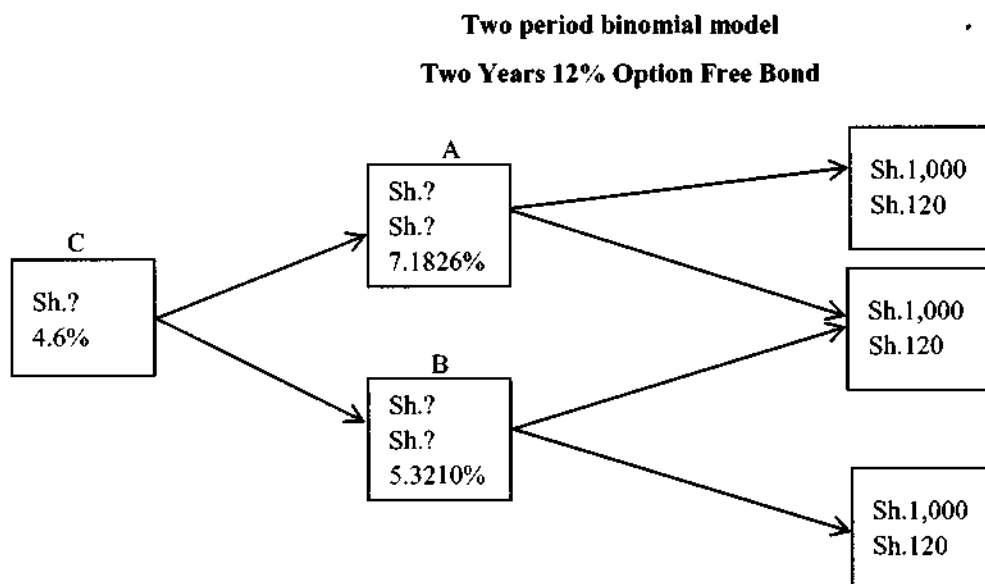 Two period binomial model
Two Years 12% Option Free Bond
A
Sh.?
Sh.?
7.1826%
C
Sh.?
4.6%
B
Sh.?
Sh.?
5.3210%
Sh.1,000
Sh.120
Sh.1,000
Sh.120
Sh.1,000
Sh.120